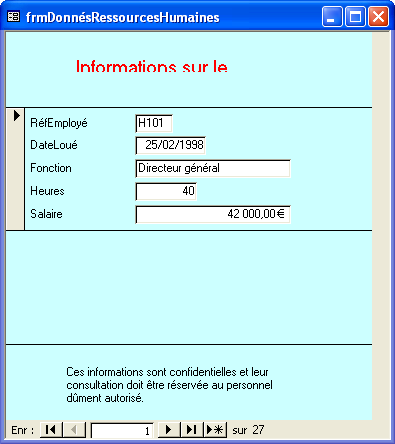 frmDonnésRessourcesHumaines
Informations sur le
RéfEmployé H101
DateLoué 25/02/1998
Fonction Directeur général
Heures 40
Salaire 42 000,00€
Ces informations sont confidentielles et leur
consultation doit être réservée au personnel
dûment autorisé.
Enr : 1 sur 27